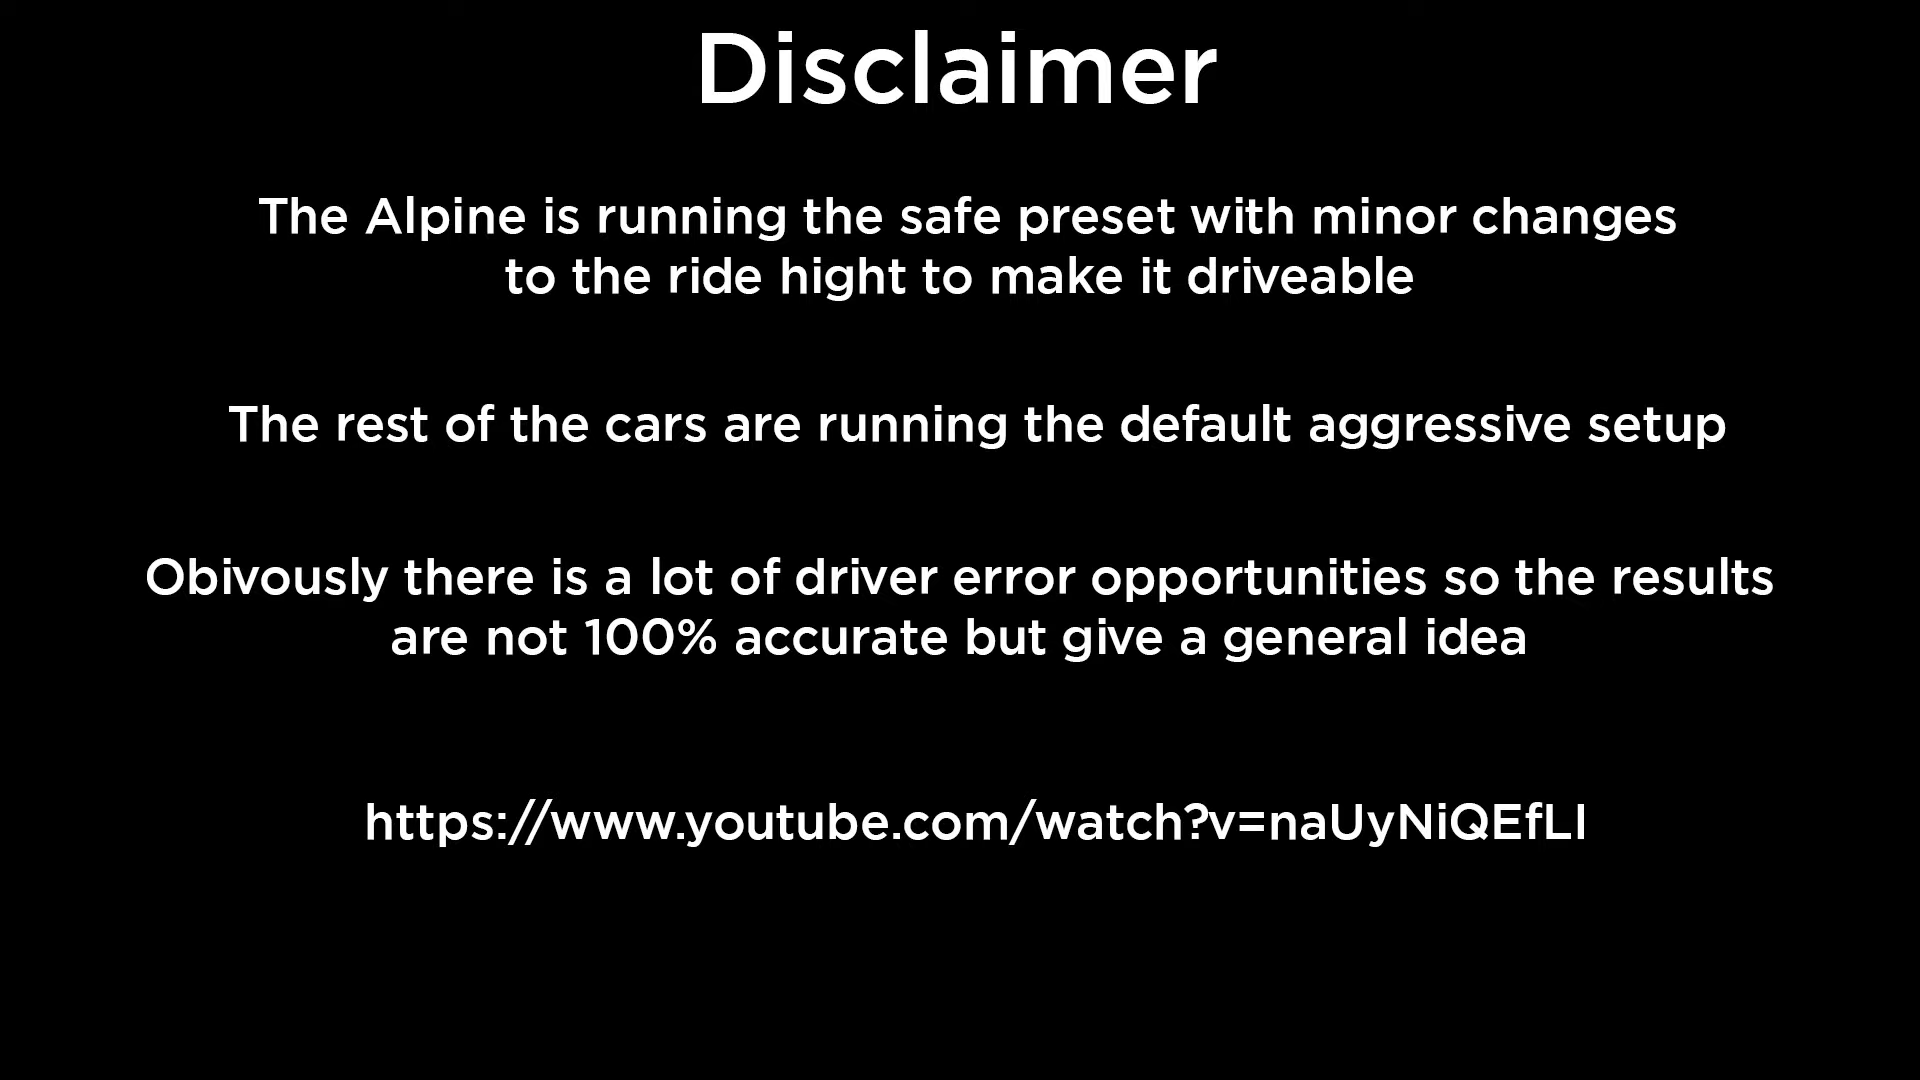 Disclaimer
The Alpine is running the safe preset with minor changes
to the ride hight to make it driveable
The rest of the cars are running the default aggressive setup
Obivously there is a lot of driver error opportunities so the results
are not 100% accurate but give a general idea
https://www.youtube.com/watch?v=naUyNiQEfLI